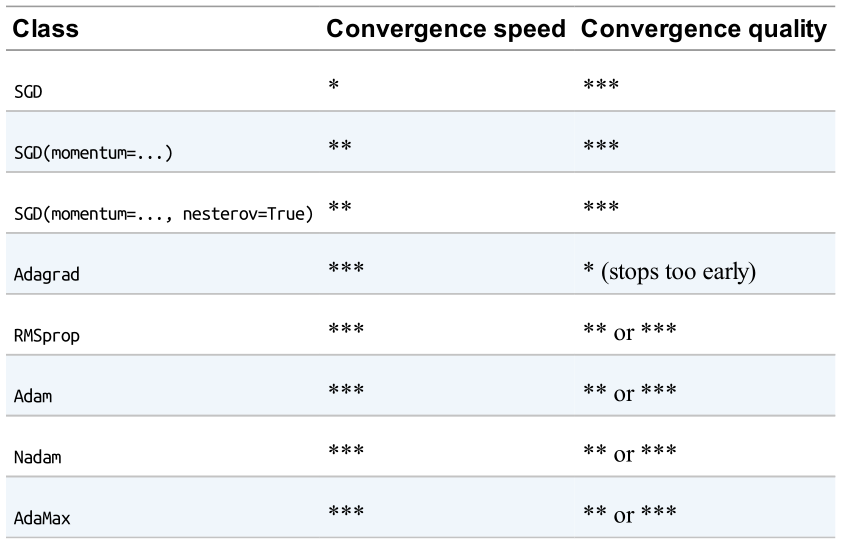 Class Convergence speed Convergence quality
SGD * ***
SGD(momentum=...) ** ***
SGD(momentum=..., nesterov=True) ** ***
Adagrad *** * (stops too early)
RMSprop *** ** or ***
Adam *** ** or ***
Nadam *** ** or ***
AdaMax *** ** or ***